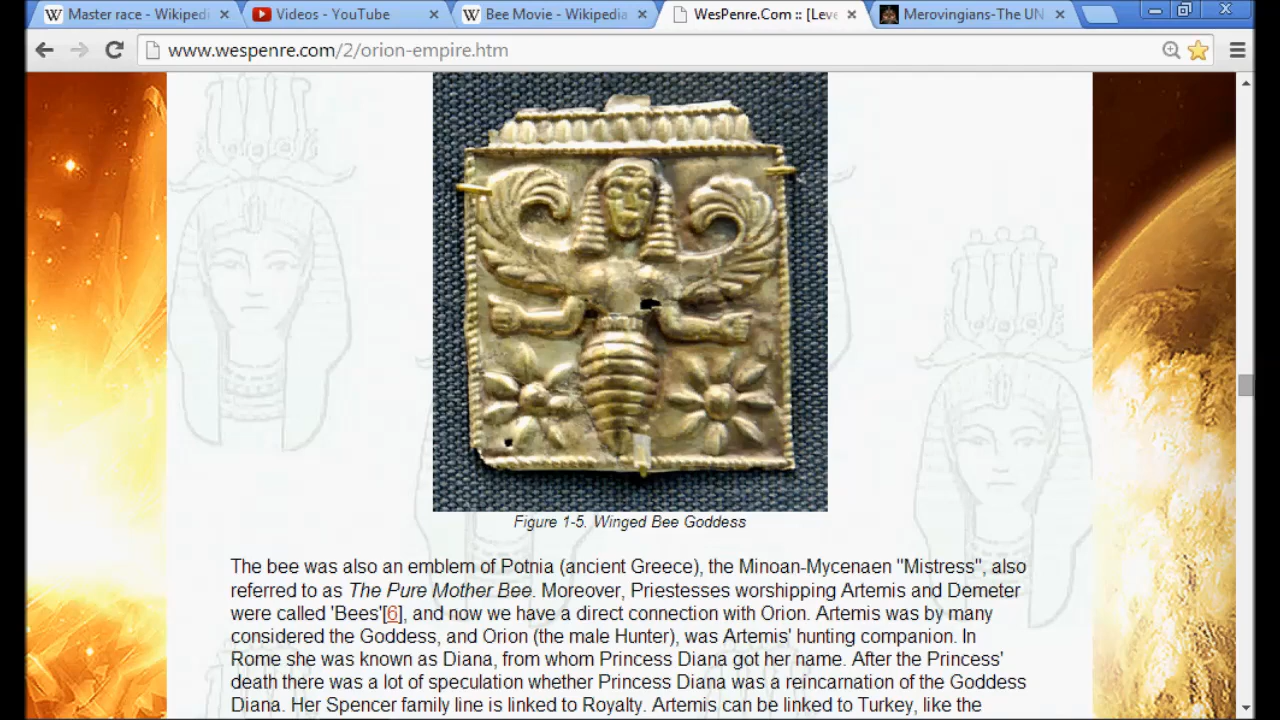 Master race - Wikipedi
Videos - YouTube
Bee Movie - Wikipedia
WesPenre.Com :: [Leve
Merovingians-The UN
www.wespenre.com/2/orion-empire.htm
Figure 1-5. Winged Bee Goddess
The bee was also an emblem of Potnia (ancient Greece), the Minoan-Mycenaen "Mistress", also
referred to as The Pure Mother Bee. Moreover, Priestesses worshipping Artemis and Demeter
were called 'Bees'[6], and now we have a direct connection with Orion. Artemis was by many
considered the Goddess, and Orion (the male Hunter), was Artemis' hunting companion. In
Rome she was known as Diana, from whom Princess Diana got her name. After the Princess'
death there was a lot of speculation whether Princess Diana was a reincarnation of the Goddess
Diana. Her Spencer family line is linked to Royalty. Artemis can be linked to Turkey, like the